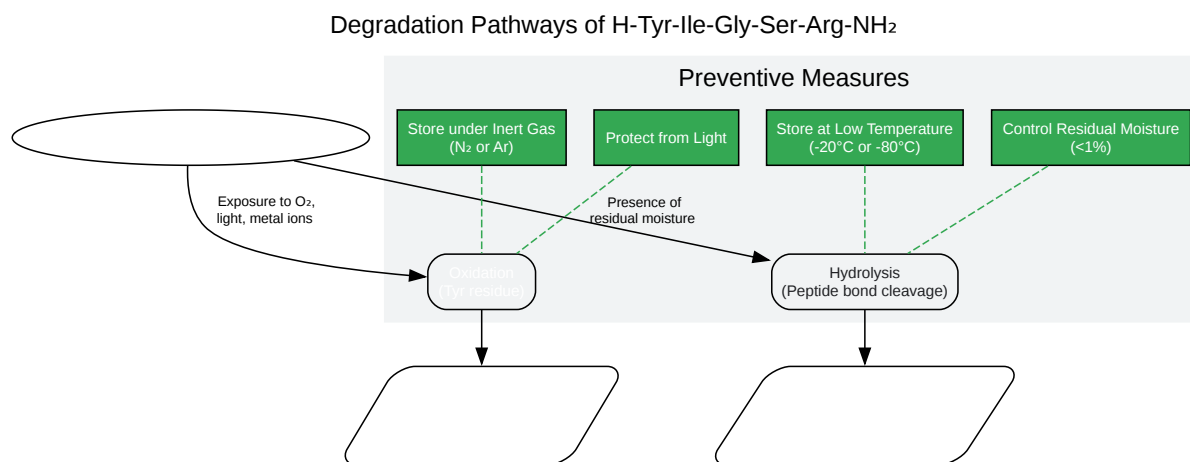 Degradation Pathways of H-Tyr-Ile-Gly-Ser-Arg-NH₂
Preventive Measures
Store under Inert Gas
(N₂ or Ar)
Protect from Light
Store at Low Temperature
(-20°C or -80°C)
Control Residual Moisture
(<1%)
Exposure to O₂,
light, metal ions
Presence of
residual moisture
Oxidation
(Tyr residue)
Hydrolysis
(Peptide bond cleavage)